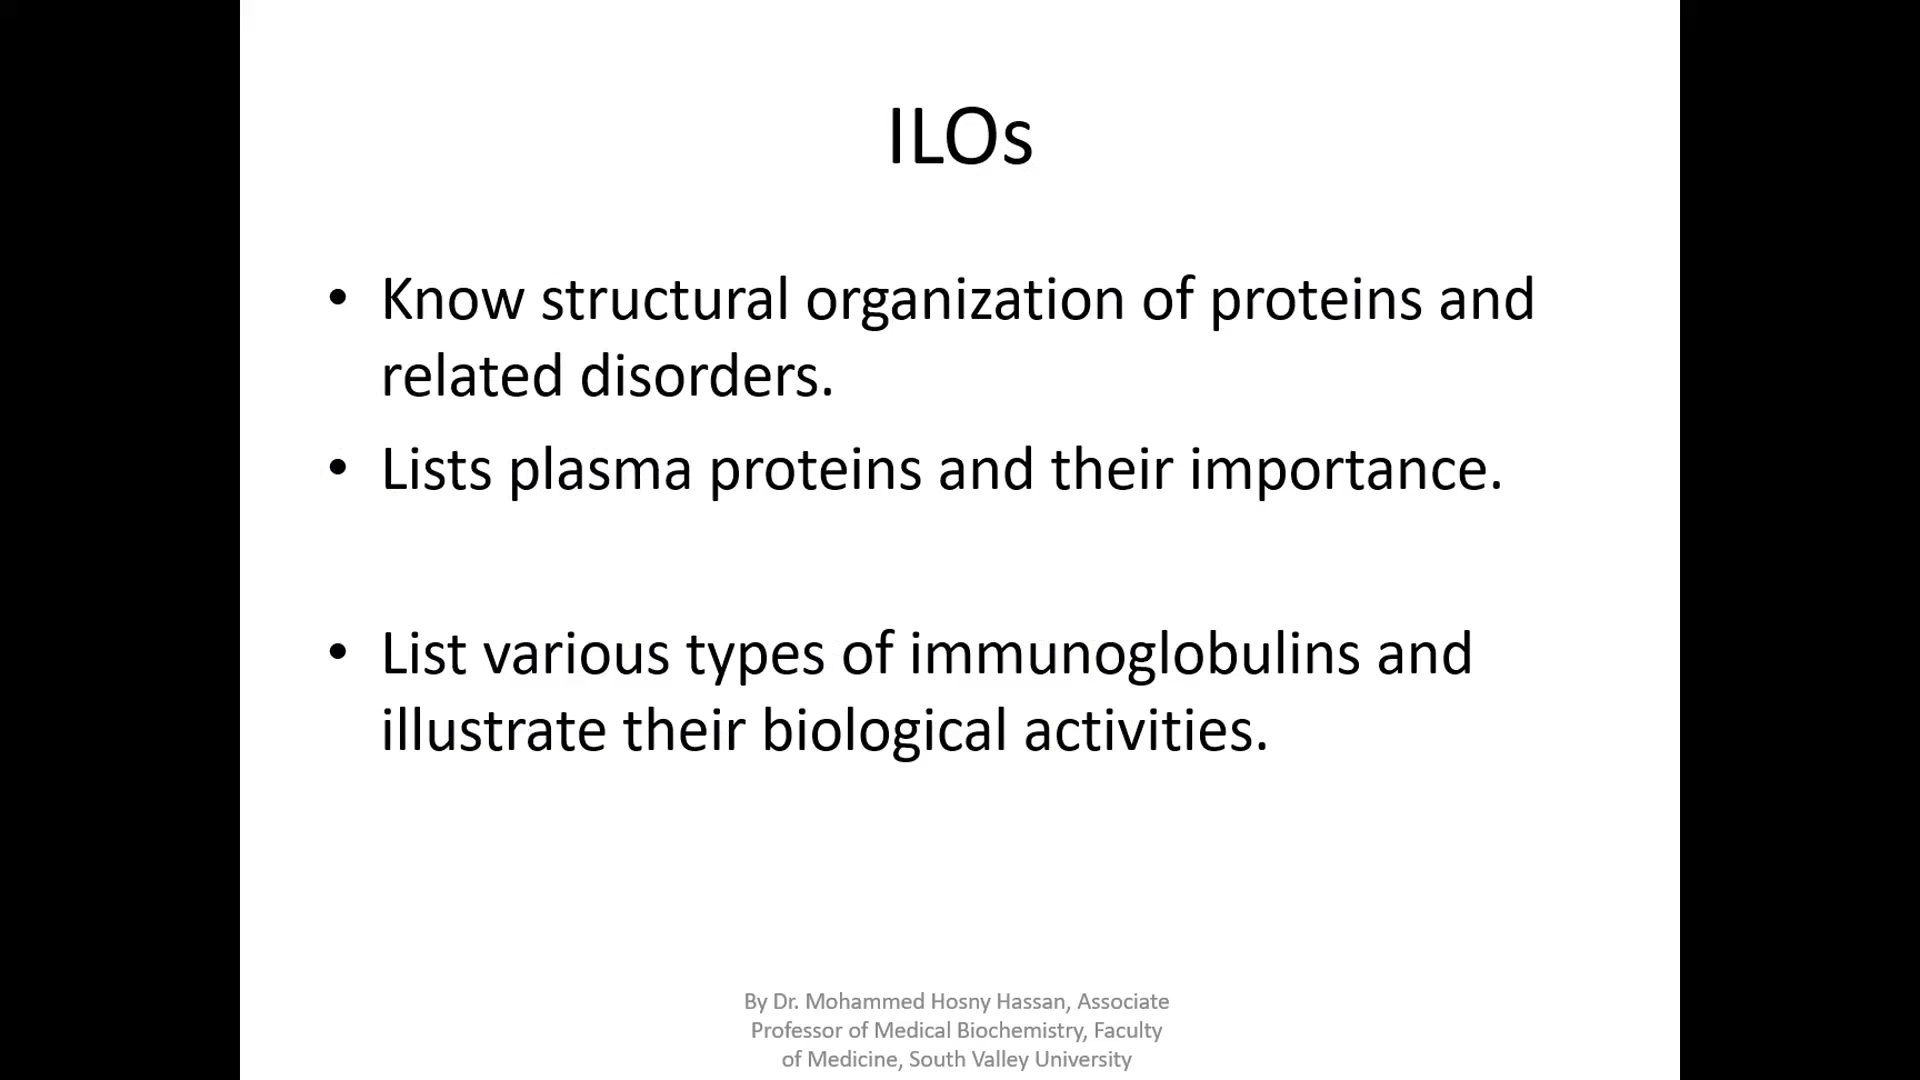 ILOs
• Know structural organization of proteins and
related disorders.
• Lists plasma proteins and their importance.
• List various types of immunoglobulins and
illustrate their biological activities.
By Dr. Mohammed Hosny Hassan, Associate
Professor of Medical Biochemistry, Faculty
of Medicine, South Valley University